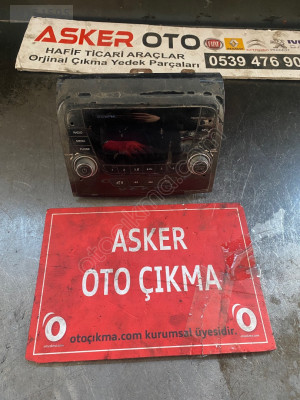 ASKER OTO
HAFİF TİCARİ ARAÇLAR
Orjinal Çıkma Yedek Parçaları
0539 476 90
ASKER
OTO ÇIKMA
otoçıkma.com kurumsal üyesidir.